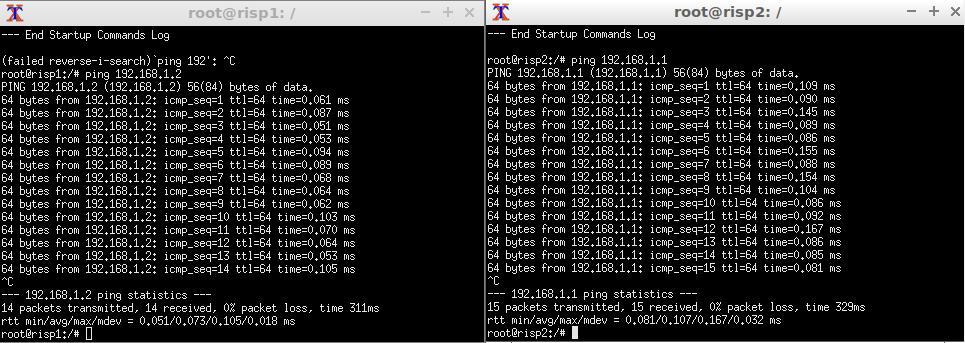 root@risp1: /
--- End Startup Commands Log
(failed reverse-i-search)`ping 192': ^C
root@risp1:/# ping 192.168.1.2
PING 192.168.1.2 (192.168.1.2) 56(84) bytes of data.
64 bytes from 192.168.1.2: icmp_seq=1 ttl=64 time=0.061 ms
64 bytes from 192.168.1.2: icmp_seq=2 ttl=64 time=0.087 ms
64 bytes from 192.168.1.2: icmp_seq=3 ttl=64 time=0.051 ms
64 bytes from 192.168.1.2: icmp_seq=4 ttl=64 time=0.053 ms
64 bytes from 192.168.1.2: icmp_seq=5 ttl=64 time=0.094 ms
64 bytes from 192.168.1.2: icmp_seq=6 ttl=64 time=0.089 ms
64 bytes from 192.168.1.2: icmp_seq=7 ttl=64 time=0.068 ms
64 bytes from 192.168.1.2: icmp_seq=8 ttl=64 time=0.064 ms
64 bytes from 192.168.1.2: icmp_seq=9 ttl=64 time=0.062 ms
64 bytes from 192.168.1.2: icmp_seq=10 ttl=64 time=0.103 ms
64 bytes from 192.168.1.2: icmp_seq=11 ttl=64 time=0.070 ms
64 bytes from 192.168.1.2: icmp_seq=12 ttl=64 time=0.064 ms
64 bytes from 192.168.1.2: icmp_seq=13 ttl=64 time=0.053 ms
64 bytes from 192.168.1.2: icmp_seq=14 ttl=64 time=0.105 ms
^C
--- 192.168.1.2 ping statistics ---
14 packets transmitted, 14 received, 0% packet loss, time 311ms
rtt min/avg/max/mdev = 0.051/0.073/0.105/0.018 ms
root@risp1:/#
root@risp2: /
--- End Startup Commands Log
root@risp2:/# ping 192.168.1.1
PING 192.168.1.1 (192.168.1.1) 56(84) bytes of data.
64 bytes from 192.168.1.1: icmp_seq=1 ttl=64 time=0.109 ms
64 bytes from 192.168.1.1: icmp_seq=2 ttl=64 time=0.090 ms
64 bytes from 192.168.1.1: icmp_seq=3 ttl=64 time=0.145 ms
64 bytes from 192.168.1.1: icmp_seq=4 ttl=64 time=0.089 ms
64 bytes from 192.168.1.1: icmp_seq=5 ttl=64 time=0.086 ms
64 bytes from 192.168.1.1: icmp_seq=6 ttl=64 time=0.155 ms
64 bytes from 192.168.1.1: icmp_seq=7 ttl=64 time=0.088 ms
64 bytes from 192.168.1.1: icmp_seq=8 ttl=64 time=0.154 ms
64 bytes from 192.168.1.1: icmp_seq=9 ttl=64 time=0.104 ms
64 bytes from 192.168.1.1: icmp_seq=10 ttl=64 time=0.086 ms
64 bytes from 192.168.1.1: icmp_seq=11 ttl=64 time=0.092 ms
64 bytes from 192.168.1.1: icmp_seq=12 ttl=64 time=0.167 ms
64 bytes from 192.168.1.1: icmp_seq=13 ttl=64 time=0.086 ms
64 bytes from 192.168.1.1: icmp_seq=14 ttl=64 time=0.085 ms
64 bytes from 192.168.1.1: icmp_seq=15 ttl=64 time=0.081 ms
^C
--- 192.168.1.1 ping statistics ---
15 packets transmitted, 15 received, 0% packet loss, time 329ms
rtt min/avg/max/mdev = 0.081/0.107/0.167/0.032 ms
root@risp2:/#